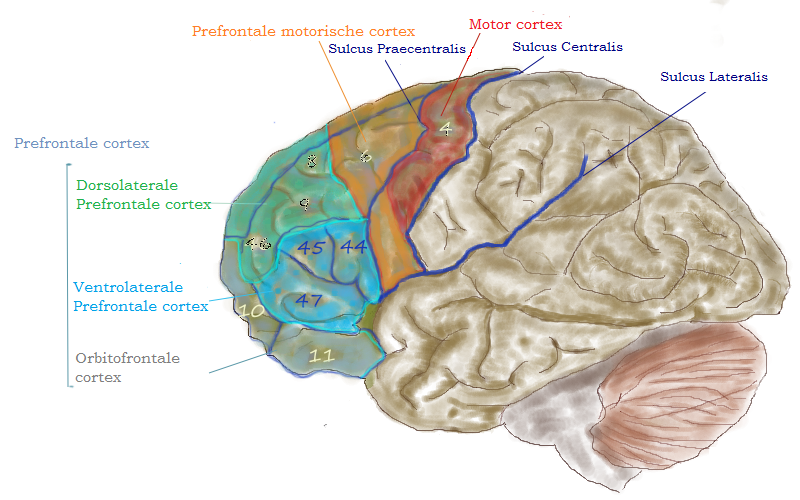 Motor cortex
Prefrontale motorische cortex
Sulcus Praecentralis
Sulcus Centralis
Sulcus Lateralis
Prefrontale cortex
Dorsolaterale
Prefrontale cortex
Ventrolaterale
Prefrontale cortex
Orbitofrontale
cortex
4
6
8
9
46
45
44
47
10
11